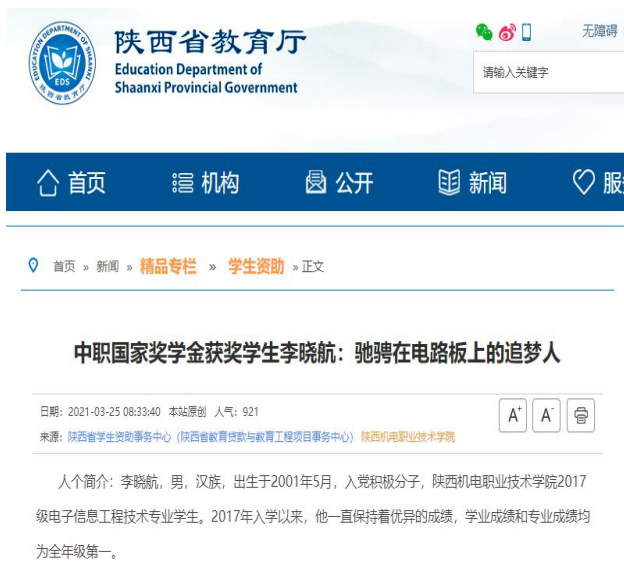 陕西省教育厅
Education Department of
Shaanxi Provincial Government
无障碍
请输入关键字
首页 机构 公开 新闻
首页 » 新闻 » 精品专栏 » 学生资助 » 正文
中职国家奖学金获奖学生李晓航：驰骋在电路板上的追梦人
日期：2021-03-25 08:33:40 本站原创 人气：921
A+ A-
来源：陕西省学生资助事务中心（陕西省教育贷款与教育工程项目事务中心） 陕西机电职业技术学院
人个简介：李晓航，男，汉族，出生于2001年5月，入党积极分子，陕西机电职业技术学院2017
级电子信息工程技术专业学生。2017年入学以来，他一直保持着优异的成绩，学业成绩和专业成绩均
为全年级第一。